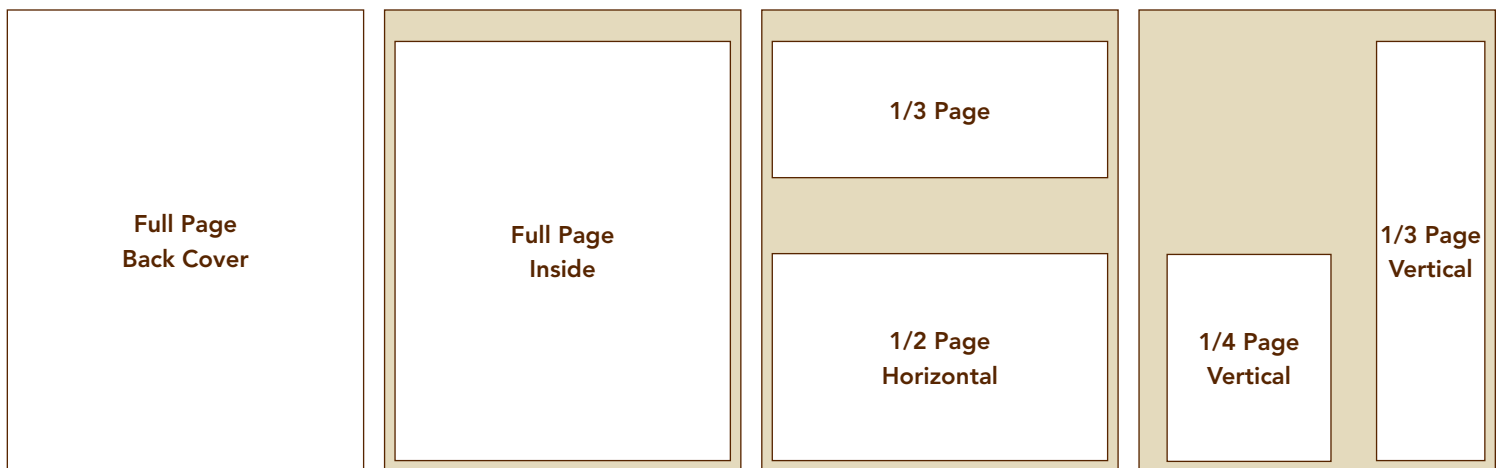 Full Page
Back Cover
Full Page
Inside
1/3 Page
1/2 Page
Horizontal
1/4 Page
Vertical
1/3 Page
Vertical